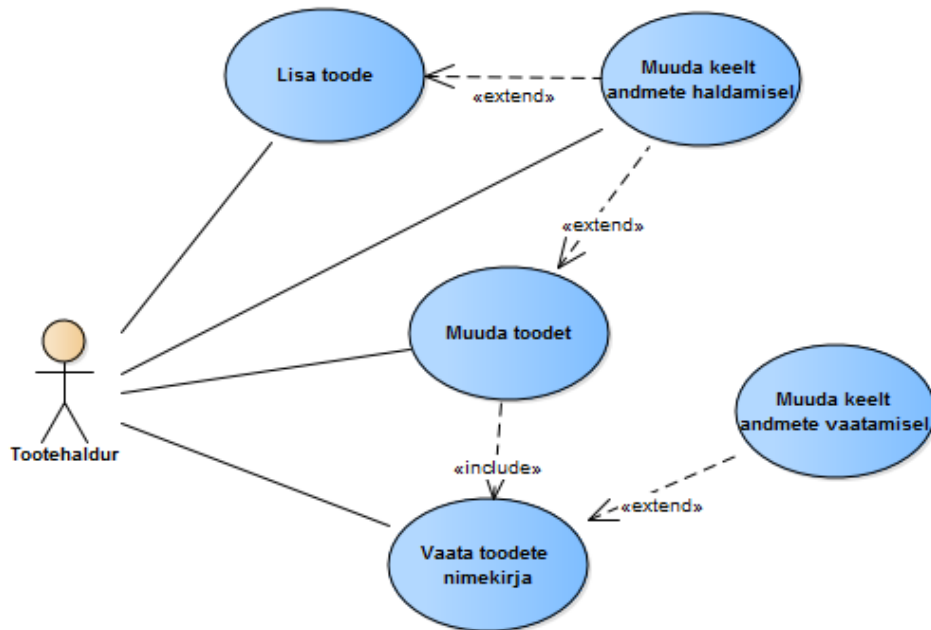 Lisa toode
Muuda keelt
andmete haldamisel
«extend»
«extend»
Muuda toodet
Muuda keelt
andmete vaatamisel
Tootehaldur
«include»
«extend»
Vaata toodete
nimekirja